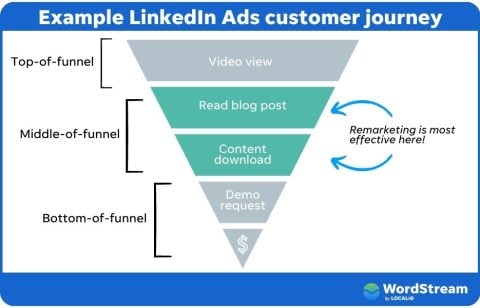 Example LinkedIn Ads customer journey
Top-of-funnel
Video view
Middle-of-funnel
Read blog post
Content
download
Remarketing is most
effective here!
Bottom-of-funnel
Demo
request
$
WordStream
By LOCALiQ